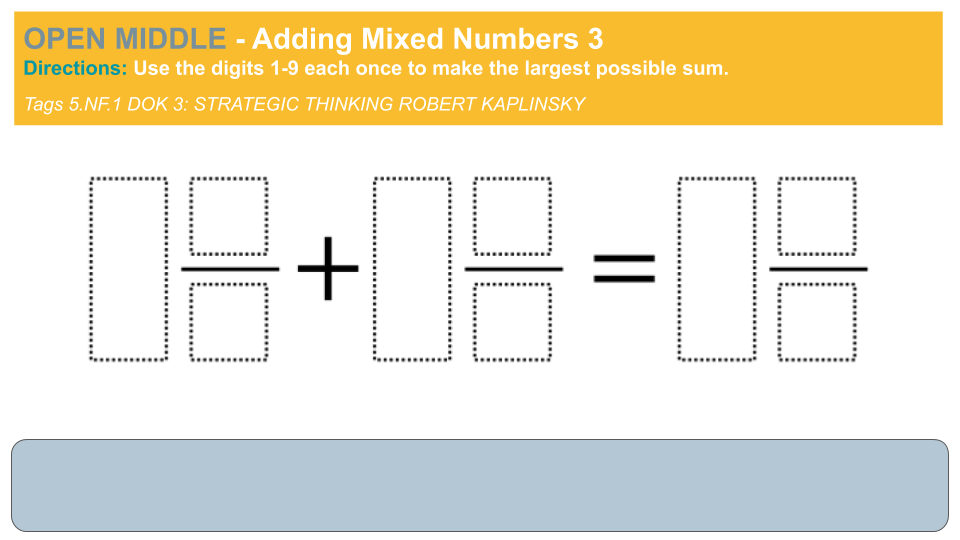 OPEN MIDDLE - Adding Mixed Numbers 3
Directions: Use the digits 1-9 each once to make the largest possible sum.
Tags 5.NF.1 DOK 3: STRATEGIC THINKING ROBERT KAPLINSKY
+ =